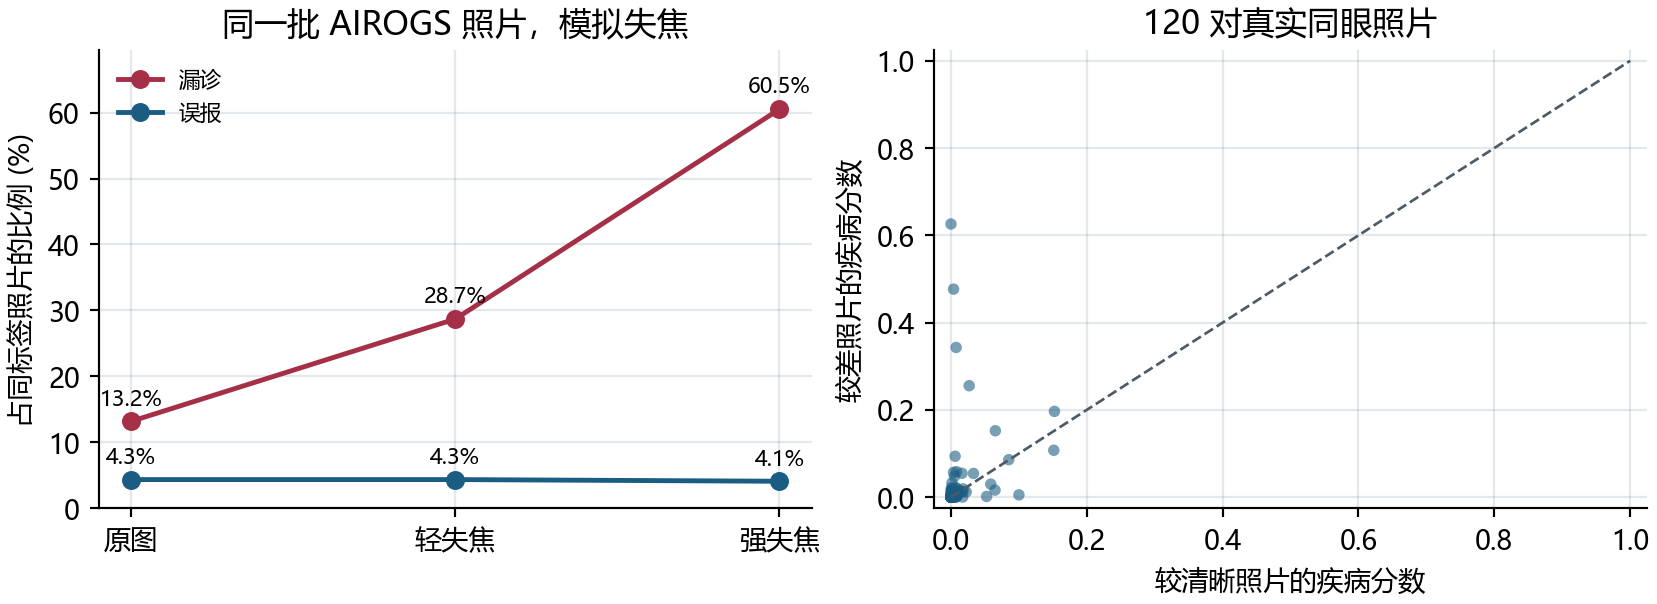 同一批 AIROGS 照片，模拟失焦
漏诊
误报
占同标签照片的比例 (%)
60
50
40
30
20
10
0
13.2%
28.7%
60.5%
4.3%
4.3%
4.1%
原图
轻失焦
强失焦
120 对真实同眼照片
较差照片的疾病分数
1.0
0.8
0.6
0.4
0.2
0.0
0.0
0.2
0.4
0.6
0.8
1.0
较清晰照片的疾病分数